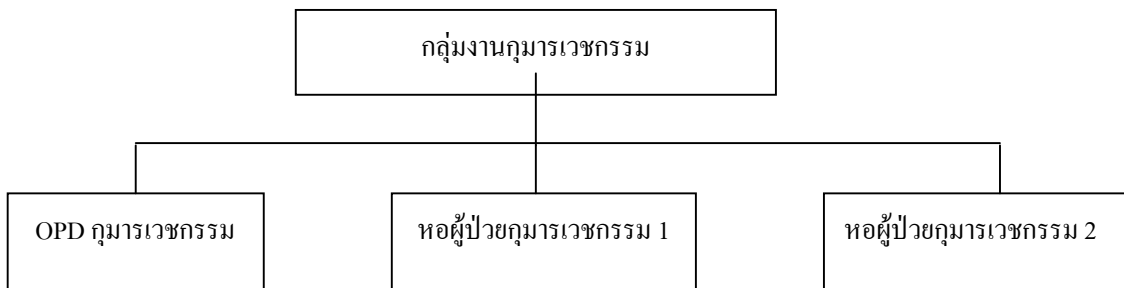 กลุ่มงานกุมารเวชกรรม
OPD กุมารเวชกรรม
หอผู้ป่วยกุมารเวชกรรม 1
หอผู้ป่วยกุมารเวชกรรม 2